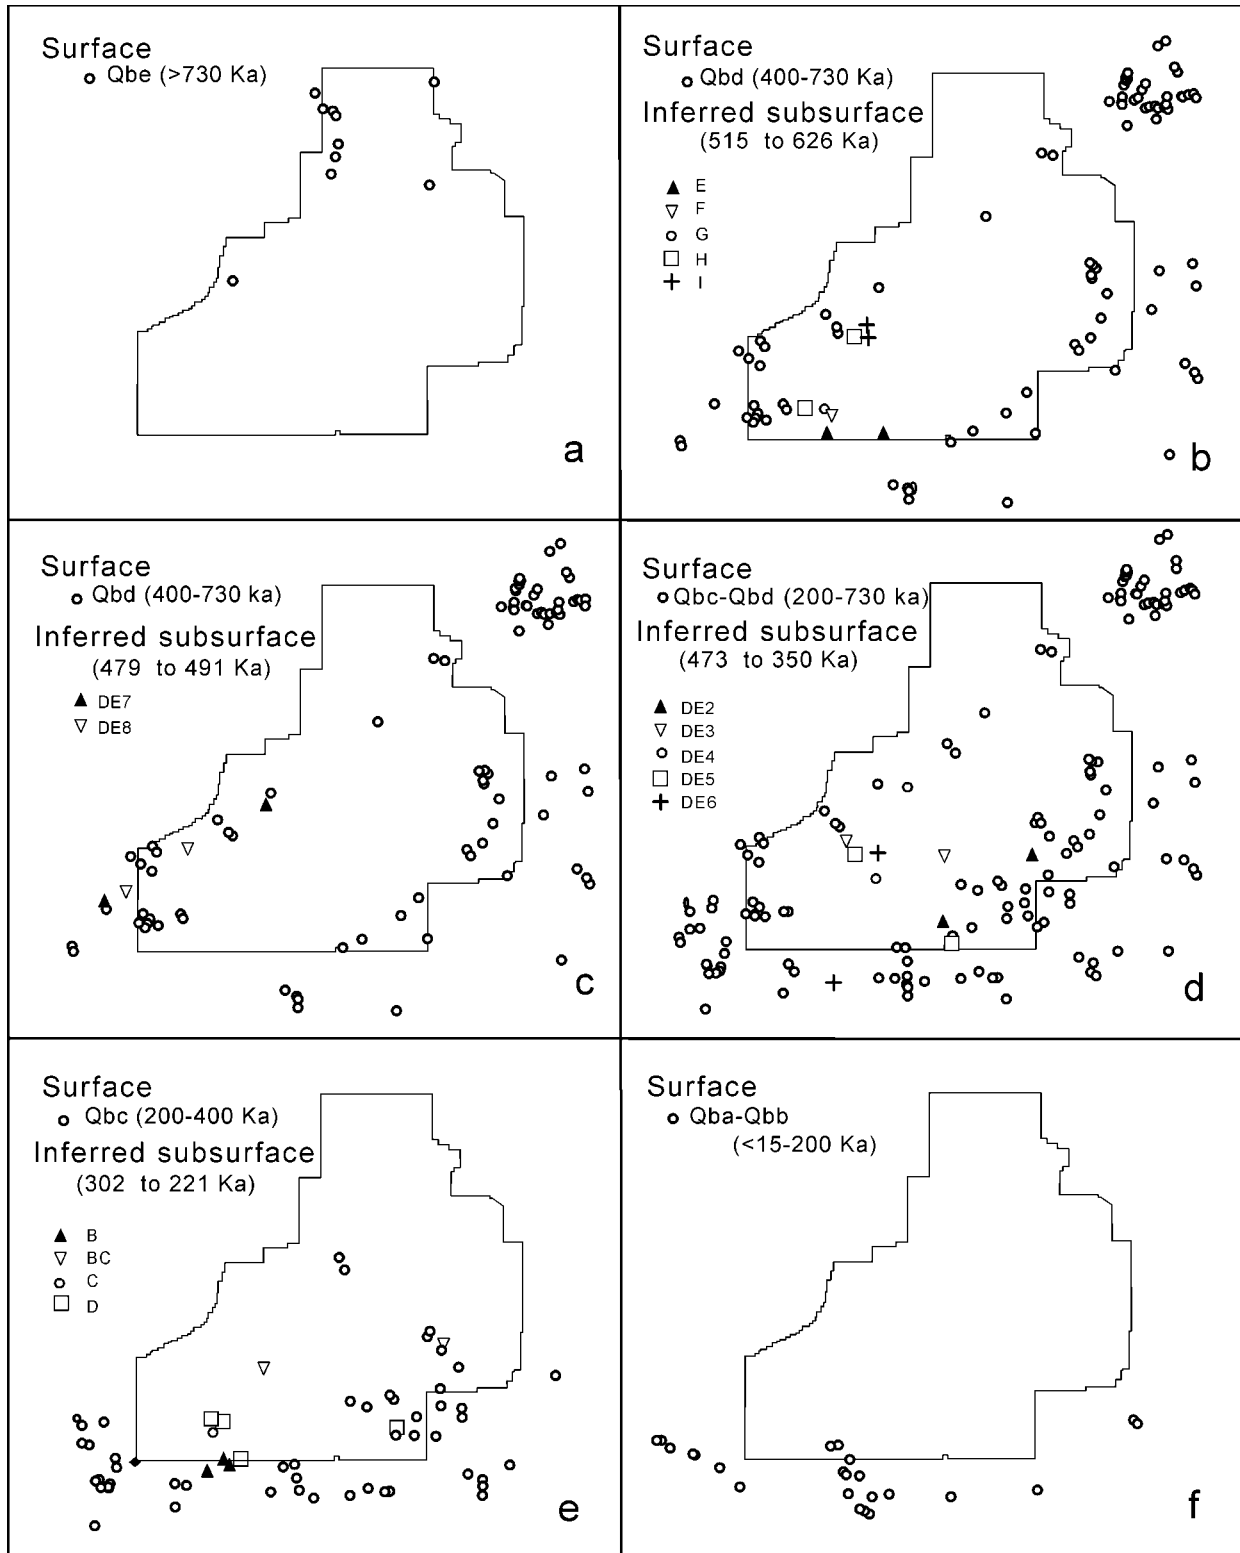 Surface
Qbe (>730 Ka)
a
Surface
Qbd (400-730 Ka)
Inferred subsurface
(515 to 626 Ka)
E
F
G
H
I
b
Surface
Qbd (400-730 ka)
Inferred subsurface
(479 to 491 Ka)
DE7
DE8
c
Surface
Qbc-Qbd (200-730 ka)
Inferred subsurface
(473 to 350 Ka)
DE2
DE3
DE4
DE5
DE6
d
Surface
Qbc (200-400 Ka)
Inferred subsurface
(302 to 221 Ka)
B
BC
C
D
e
Surface
Qba-Qbb
(<15-200 Ka)
f